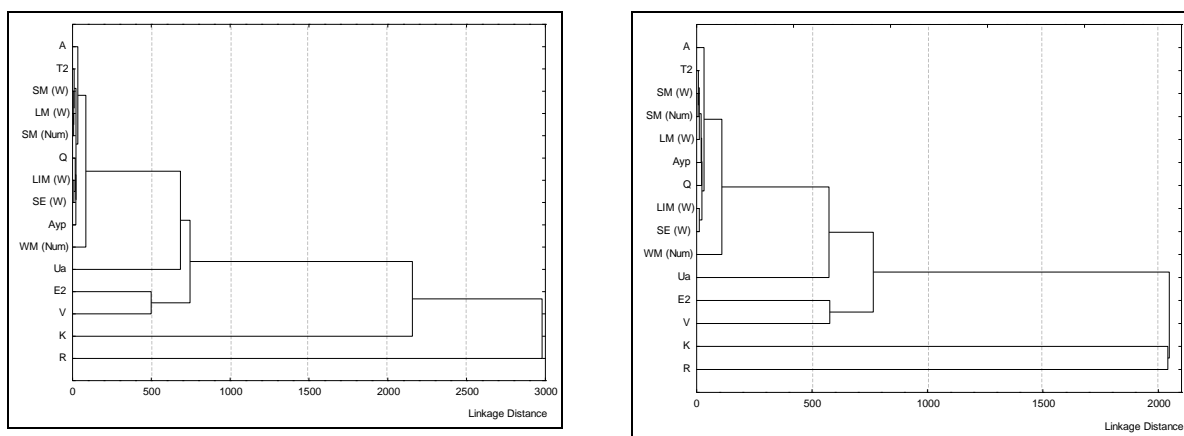 A
T2
SM (W)
LM (W)
SM (Num)
Q
LIM (W)
SE (W)
Ayp
WM (Num)
Ua
E2
V
K
R
0 500 1000 1500 2000 2500 3000
Linkage Distance
A
T2
SM (W)
SM (Num)
LM (W)
Ayp
Q
LIM (W)
SE (W)
WM (Num)
Ua
E2
V
K
R
0 500 1000 1500 2000
Linkage Distance